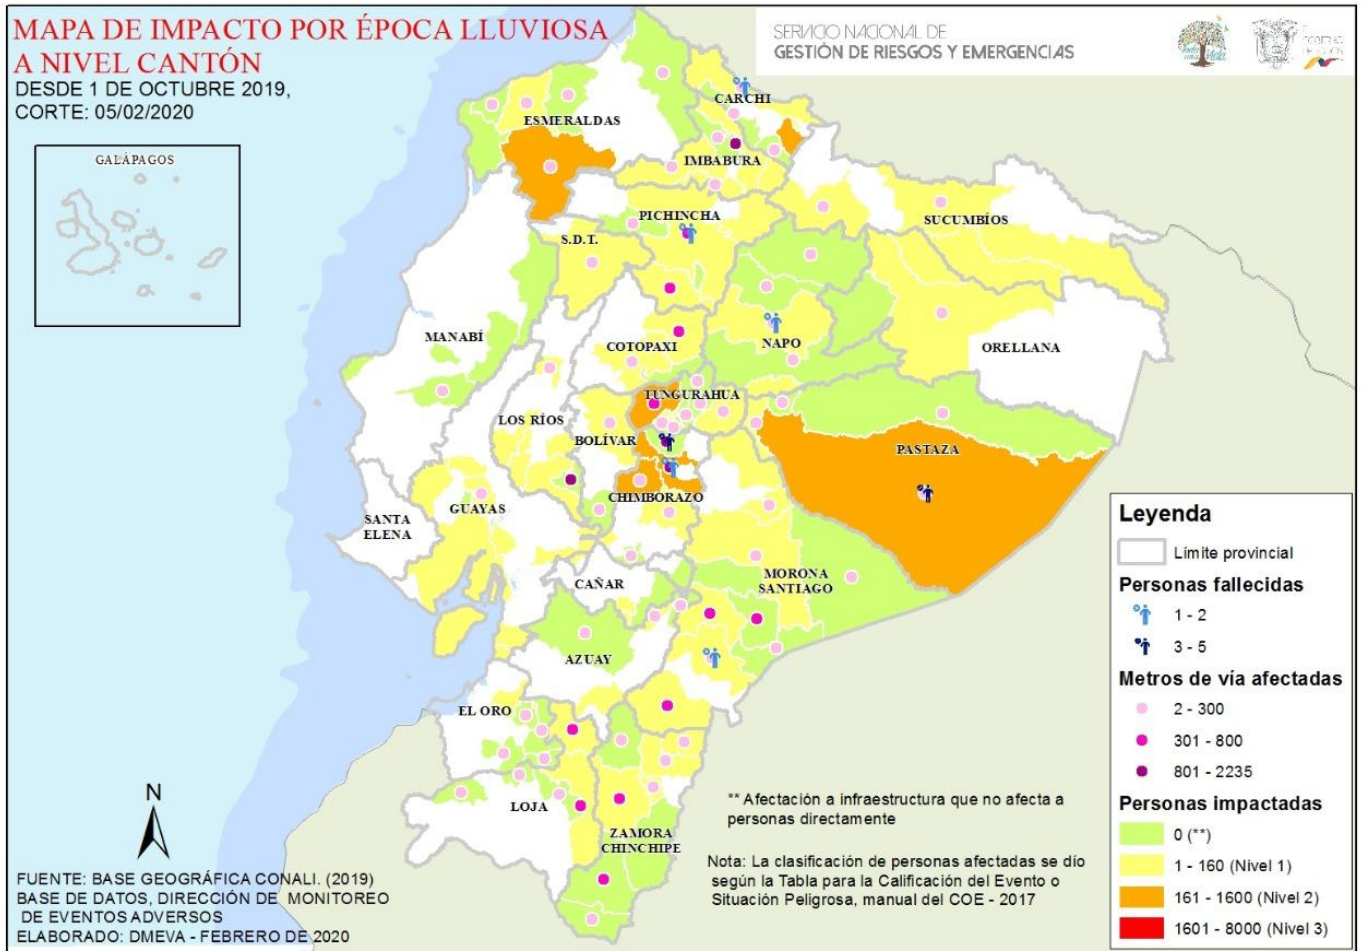 MAPA DE IMPACTO POR ÉPOCA LLUVIOSA
A NIVEL CANTÓN
DESDE 1 DE OCTUBRE 2019,
CORTE: 05/02/2020
SERVICIO NACIONAL DE
GESTIÓN DE RIESGOS Y EMERGENCIAS
GALÁPAGOS
CARCHI
ESMERALDAS
IMBABURA
SUCUMBÍOS
PICHINCHA
S.D.T.
MANABÍ
COTOPAXI
NAPO
ORELLANA
TUNGURAHUA
LOS RÍOS
BOLÍVAR
PASTAZA
CHIMBORAZO
GUAYAS
SANTA
ELENA
CAÑAR
MORONA
SANTIAGO
AZUAY
EL ORO
LOJA
ZAMORA
CHINCHIPE
N
Leyenda
Límite provincial
Personas fallecidas
1 - 2
3 - 5
Metros de vía afectadas
2 - 300
301 - 800
801 - 2235
Personas impactadas
0 (**)
1 - 160 (Nivel 1)
161 - 1600 (Nivel 2)
1601 - 8000 (Nivel 3)
** Afectación a infraestructura que no afecta a
personas directamente
Nota: La clasificación de personas afectadas se dío
según la Tabla para la Calificación del Evento o
Situación Peligrosa, manual del COE - 2017
FUENTE: BASE GEOGRÁFICA CONALI. (2019)
BASE DE DATOS, DIRECCIÓN DE MONITOREO
DE EVENTOS ADVERSOS
ELABORADO: DMEVA - FEBRERO DE 2020